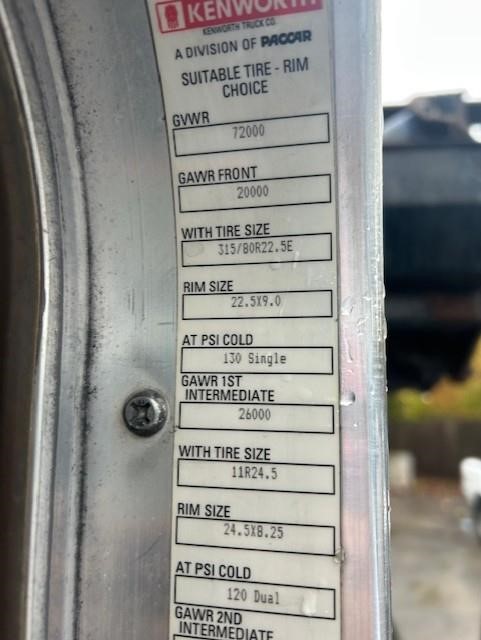 KENWORTH
KENWORTH TRUCK CO.
A DIVISION OF PACCAR
SUITABLE TIRE - RIM
CHOICE
GVWR
72000
GAWR FRONT
20000
WITH TIRE SIZE
315/80R22.5E
RIM SIZE
22.5X9.0
AT PSI COLD
130 Single
GAWR 1ST
INTERMEDIATE
26000
WITH TIRE SIZE
11R24.5
RIM SIZE
24.5X8.25
AT PSI COLD
120 Dual
GAWR 2ND
INTERMEDIATE